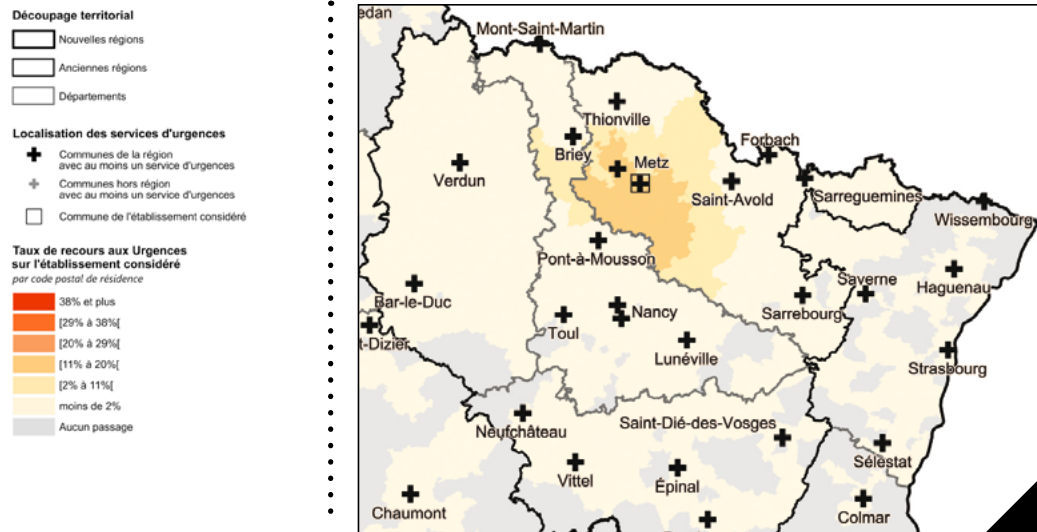 Découpage territorial
Nouvelles régions
Anciennes régions
Départements
Localisation des services d'urgences
Communes de la région
avec au moins un service d'urgences
Communes hors région
avec au moins un service d'urgences
Commune de l'établissement considéré
Taux de recours aux Urgences
sur l'établissement considéré
par code postal de résidence
38% et plus
[29% à 38%[
[20% à 29%[
[11% à 20%[
[2% à 11%[
moins de 2%
Aucun passage
edan
Mont-Saint-Martin
Thionville
Forbach
Briey
Metz
Verdun
Saint-Avold
Sarreguemines
Wissembourg
Pont-à-Mousson
Saverne
Haguenau
Bar-le-Duc
Sarrebourg
Nancy
Toul
t-Dizier
Lunéville
Strasbourg
Saint-Dié-des-Vosges
Neufchâteau
Sélestat
Vittel
Épinal
Chaumont
Colmar